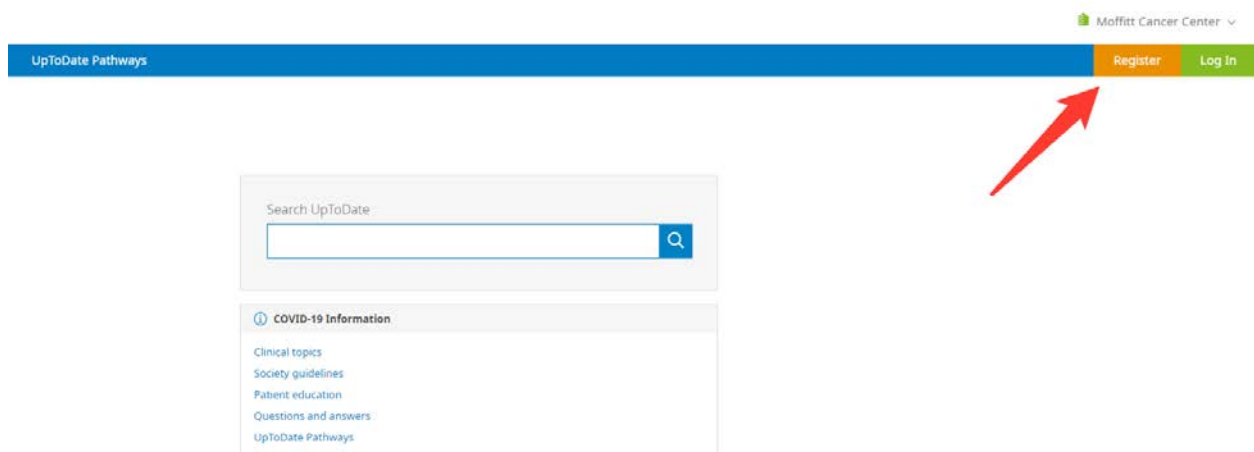 Moffitt Cancer Center
UpToDate Pathways
Register
Log In
Search UpToDate
COVID-19 Information
Clinical topics
Society guidelines
Patient education
Questions and answers
UpToDate Pathways